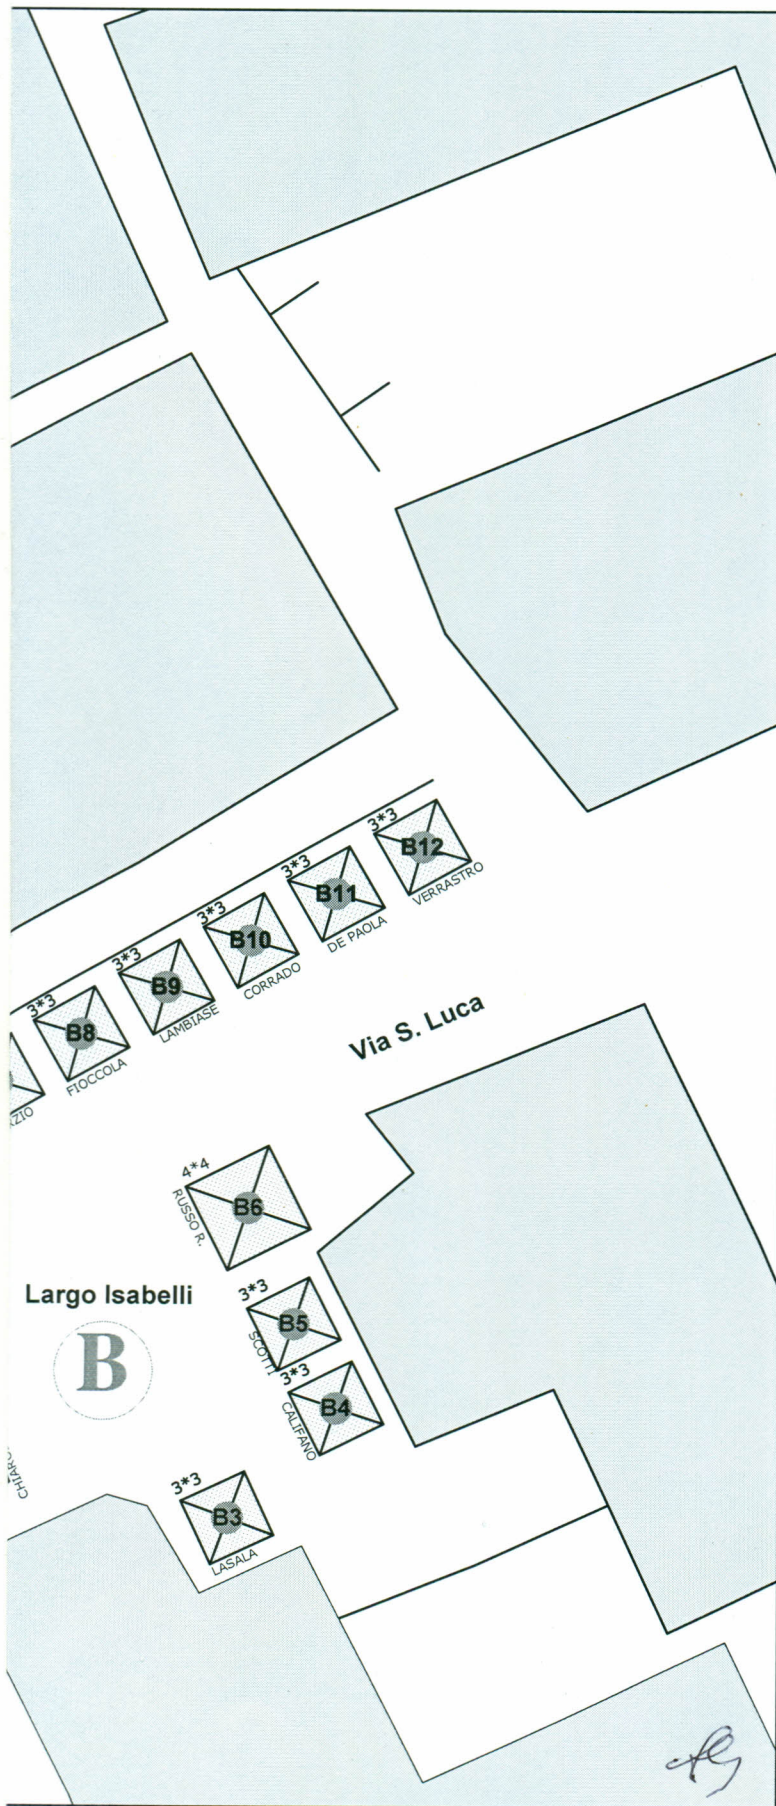 3*3
B12
VERRASTRO
3*3
B11
DE PAOLA
3*3
B10
CORRADO
3*3
B9
LAMBIASE
3*3
B8
FIOCCOLA
ZIO
Via S. Luca
4*4
B6
RUSSO R.
Largo Isabelli
B
3*3
B5
SCOTTI
3*3
B4
CALIFANO
CHIARO
3*3
B3
LASALA